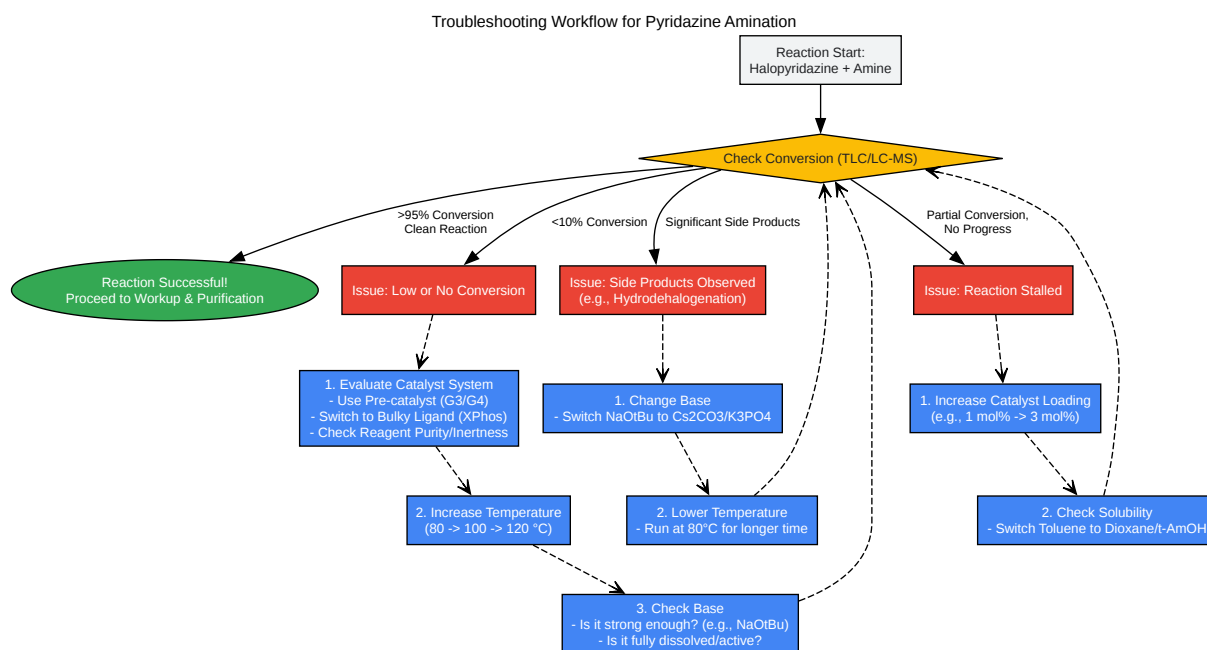 Troubleshooting Workflow for Pyridazine Amination
Reaction Start:
Halopyridazine + Amine
Check Conversion (TLC/LC-MS)
>95% Conversion
Clean Reaction
<10% Conversion
Significant Side Products
Partial Conversion,
No Progress
Reaction Successful!
Proceed to Workup & Purification
Issue: Low or No Conversion
Issue: Side Products Observed
(e.g., Hydrodehalogenation)
Issue: Reaction Stalled
1. Evaluate Catalyst System
- Use Pre-catalyst (G3/G4)
- Switch to Bulky Ligand (XPhos)
- Check Reagent Purity/Inertness
1. Change Base
- Switch NaOtBu to Cs2CO3/K3PO4
1. Increase Catalyst Loading
(e.g., 1 mol% -> 3 mol%)
2. Increase Temperature
(80 -> 100 -> 120 °C)
2. Lower Temperature
- Run at 80°C for longer time
2. Check Solubility
- Switch Toluene to Dioxane/t-AmOH
3. Check Base
- Is it strong enough? (e.g., NaOtBu)
- Is it fully dissolved/active?